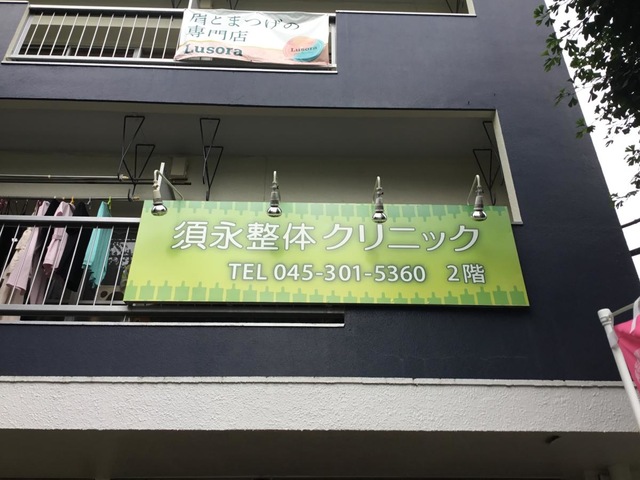 眉とまつげの
専門店
Lusora
Lusora
須永整体クリニック
TEL 045-301-5360 2階